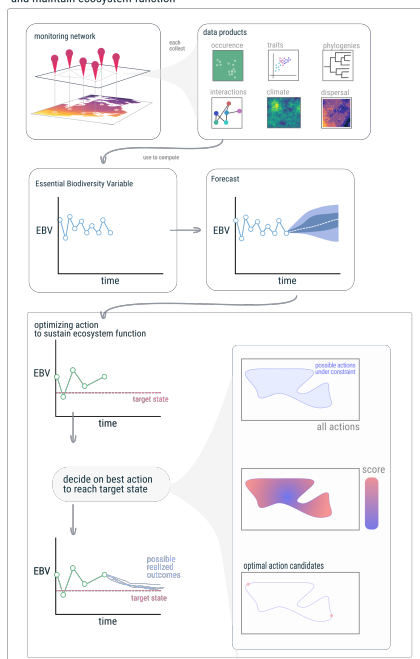 and maintain ecosystem function
monitoring network
each
collect
data products
occurence
traits
phylogenies
interactions
climate
dispersal
use to compute
Essential Biodiversity Variable
EBV
time
Forecast
EBV
time
optimizing action
to sustain ecosystem function
EBV
target state
time
decide on best action
to reach target state
EBV
possible
realized
outcomes
target state
time
possible actions
under constraint
all actions
score
optimal action candidates